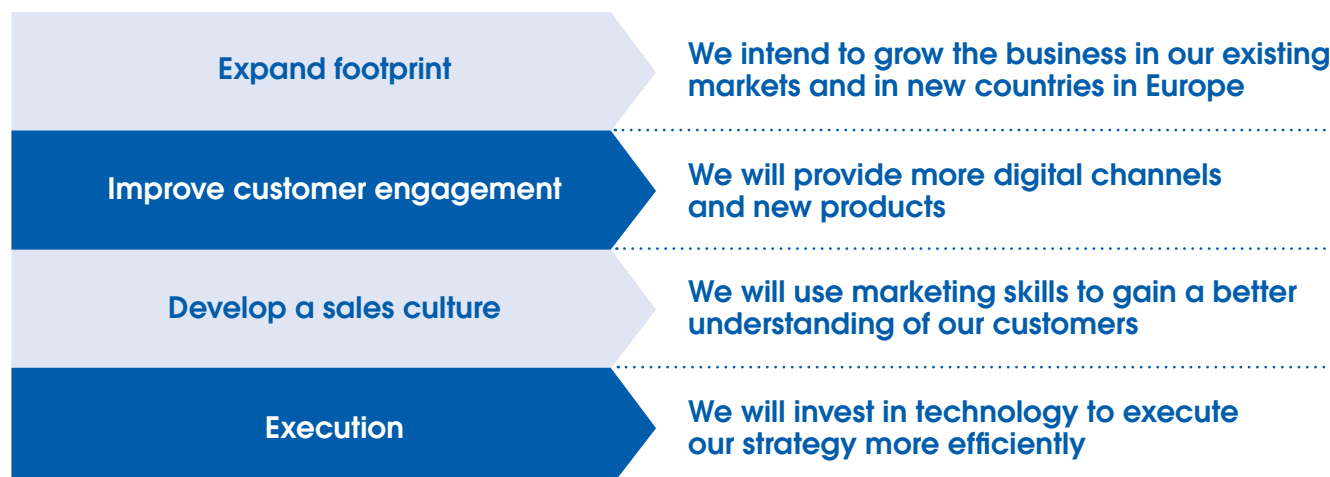 Expand footprint
We intend to grow the business in our existing
markets and in new countries in Europe
Improve customer engagement
We will provide more digital channels
and new products
Develop a sales culture
We will use marketing skills to gain a better
understanding of our customers
Execution
We will invest in technology to execute
our strategy more efficiently